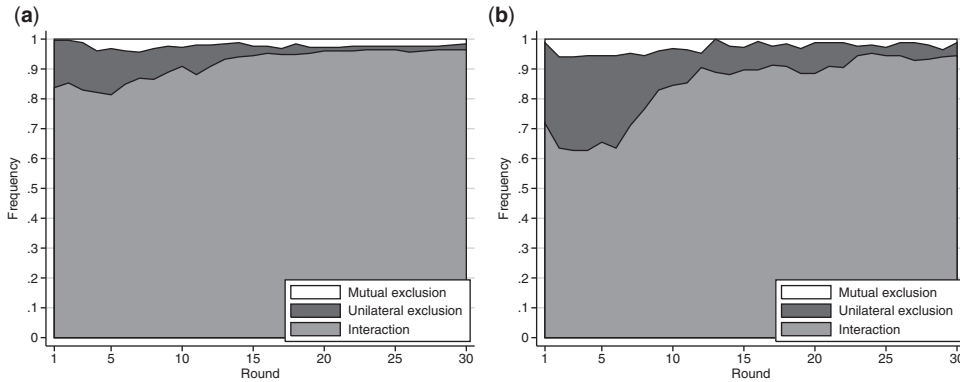 (a)
Frequency
1
.9
.8
.7
.6
.5
.4
.3
.2
.1
0
Mutual exclusion
Unilateral exclusion
Interaction
1 5 10 15 20 25 30
Round
(b)
Frequency
1
.9
.8
.7
.6
.5
.4
.3
.2
.1
0
Mutual exclusion
Unilateral exclusion
Interaction
1 5 10 15 20 25 30
Round